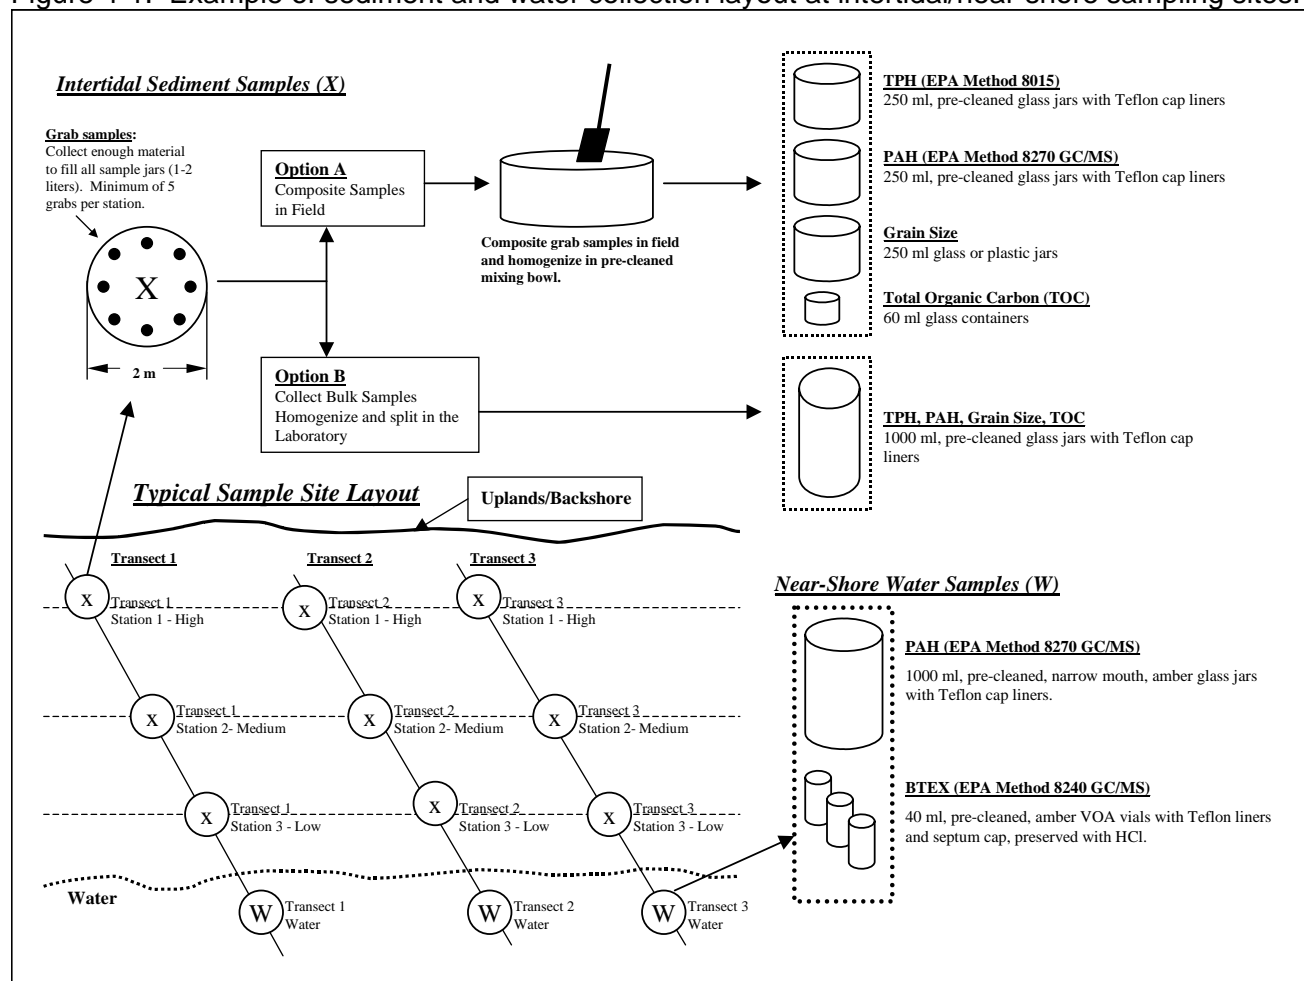 Figure 4-1. Example of sediment and water collection layout at intertidal/near-shore sampling sites.
Intertidal Sediment Samples (X)
Grab samples:
Collect enough material
to fill all sample jars (1-2
liters). Minimum of 5
grabs per station.
X
2 m
Option A
Composite Samples
in Field
Composite grab samples in field
and homogenize in pre-cleaned
mixing bowl.
Option B
Collect Bulk Samples
Homogenize and split in the
Laboratory
TPH (EPA Method 8015)
250 ml, pre-cleaned glass jars with Teflon cap liners
PAH (EPA Method 8270 GC/MS)
250 ml, pre-cleaned glass jars with Teflon cap liners
Grain Size
250 ml glass or plastic jars
Total Organic Carbon (TOC)
60 ml glass containers
TPH, PAH, Grain Size, TOC
1000 ml, pre-cleaned glass jars with Teflon cap
liners
Typical Sample Site Layout
Uplands/Backshore
Transect 1
Transect 2
Transect 3
X
Transect 1
Station 1 - High
X
Transect 2
Station 1 - High
X
Transect 3
Station 1 - High
X
Transect 1
Station 2- Medium
X
Transect 2
Station 2- Medium
X
Transect 3
Station 2- Medium
X
Transect 1
Station 3 - Low
X
Transect 2
Station 3 - Low
X
Transect 3
Station 3 - Low
Water
W
Transect 1
Water
W
Transect 2
Water
W
Transect 3
Water
Near-Shore Water Samples (W)
PAH (EPA Method 8270 GC/MS)
1000 ml, pre-cleaned, narrow mouth, amber glass jars
with Teflon cap liners.
BTEX (EPA Method 8240 GC/MS)
40 ml, pre-cleaned, amber VOA vials with Teflon liners
and septum cap, preserved with HCl.